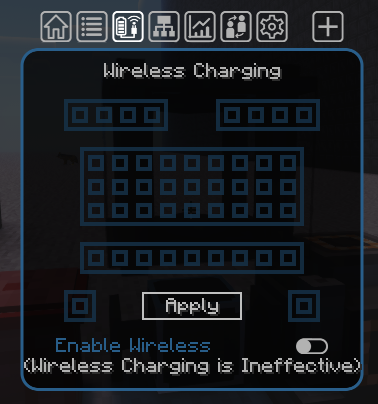 Wireless Charging
Apply
Enable Wireless
(Wireless Charging is Ineffective)